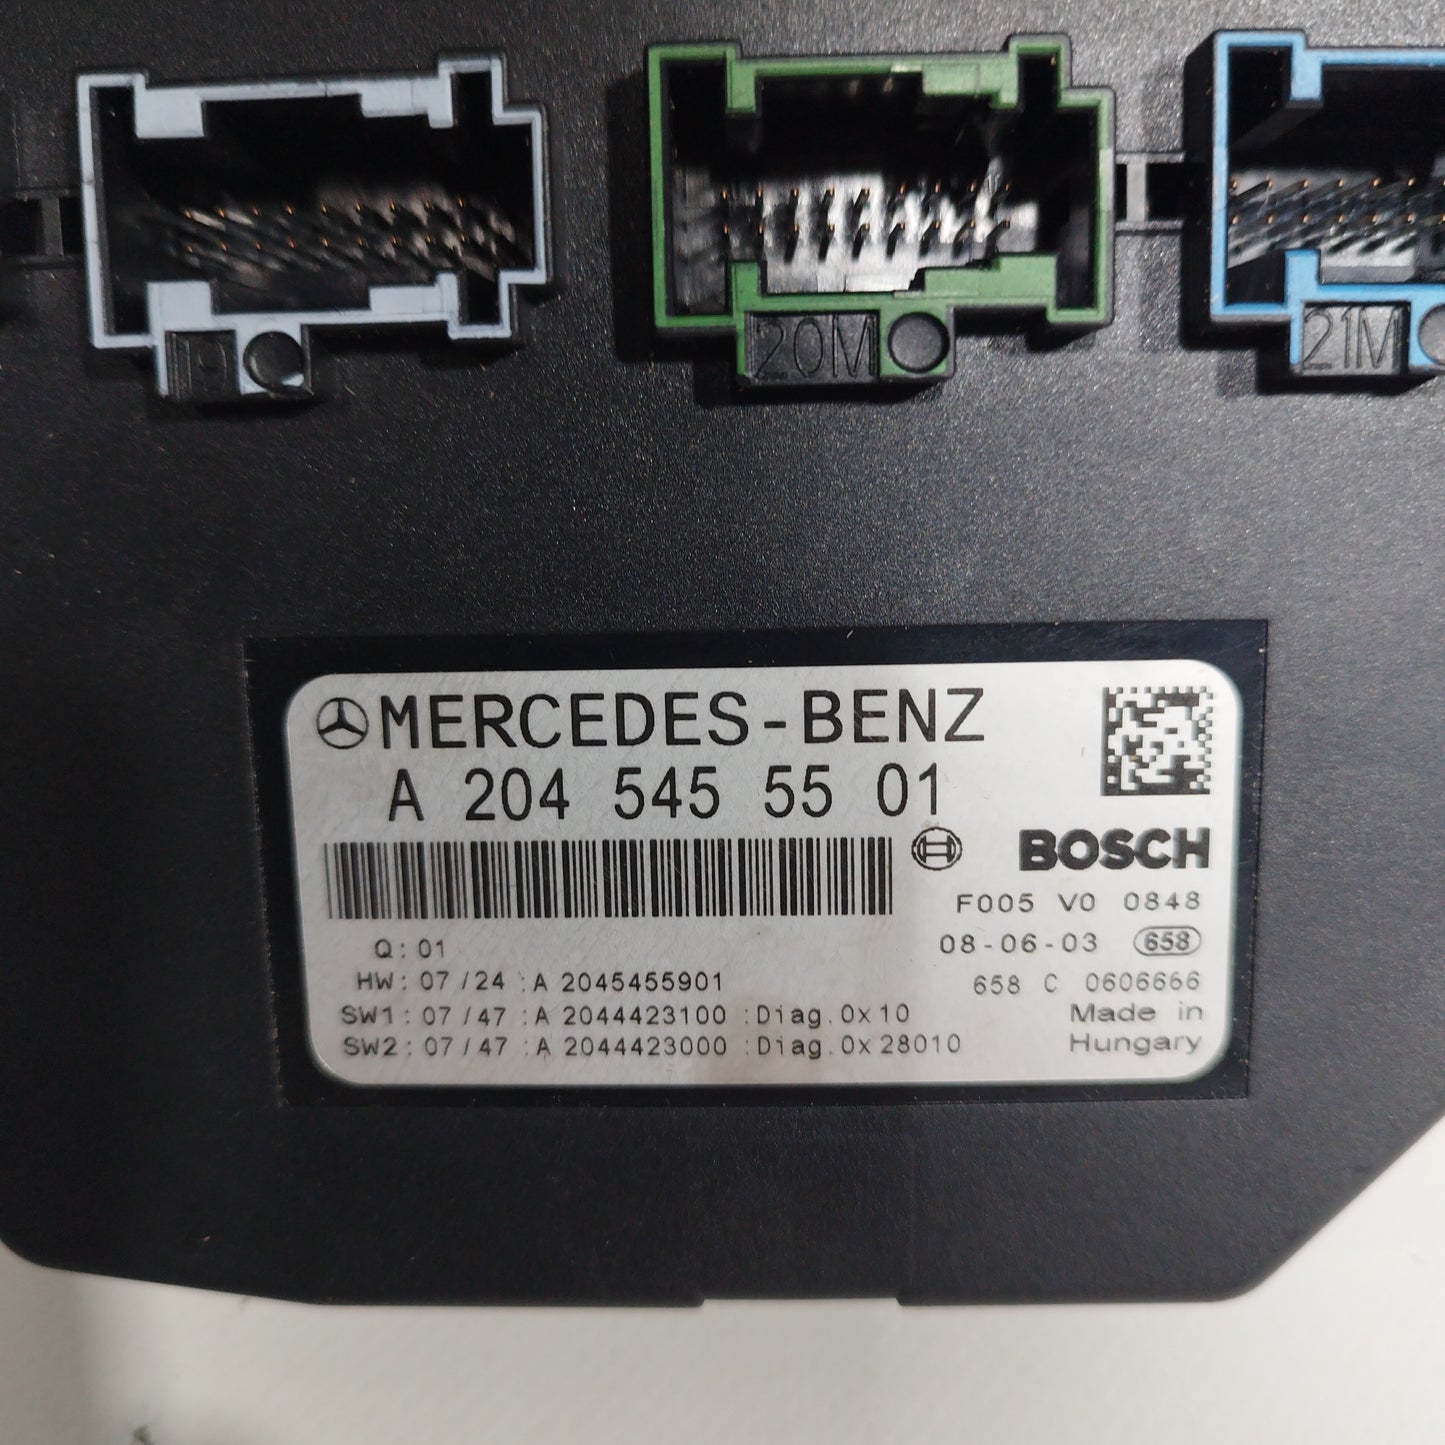 20M
21M
MERCEDES-BENZ
A 204 545 55 01
BOSCH
F005 V0 0848
Q: 01
08-06-03 658
HW: 07/24 :A 2045455901
658 C 0606666
SW1: 07/47 :A 2044423100 :Diag.0x10
Made in
SW2: 07/47 :A 2044423000 :Diag.0x28010
Hungary